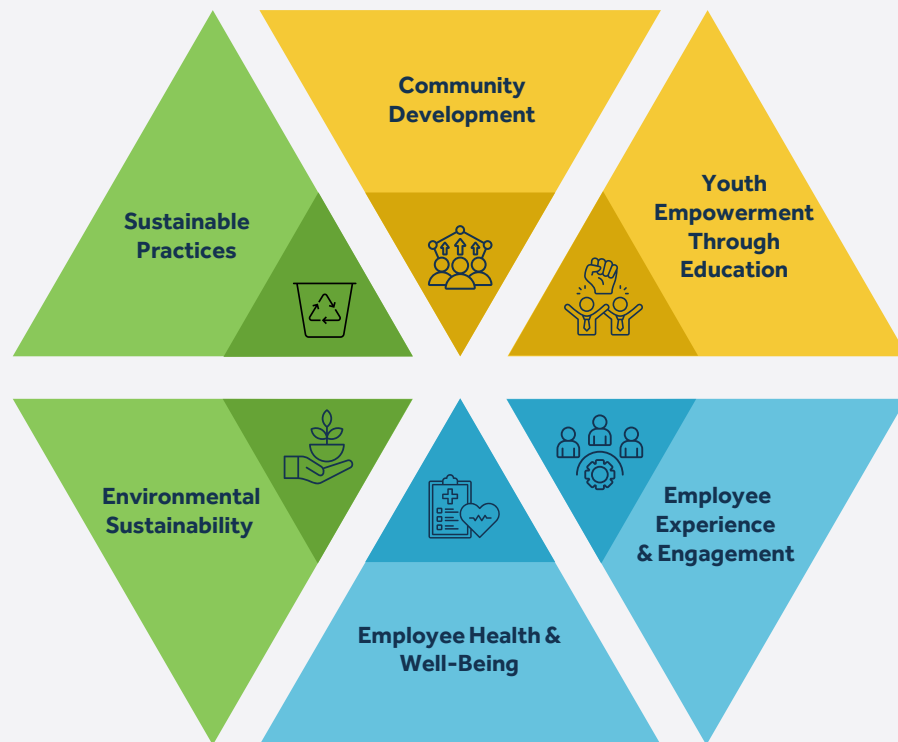 Community
Development
Youth
Empowerment
Through
Education
Sustainable
Practices
Environmental
Sustainability
Employee
Experience
& Engagement
Employee Health &
Well-Being